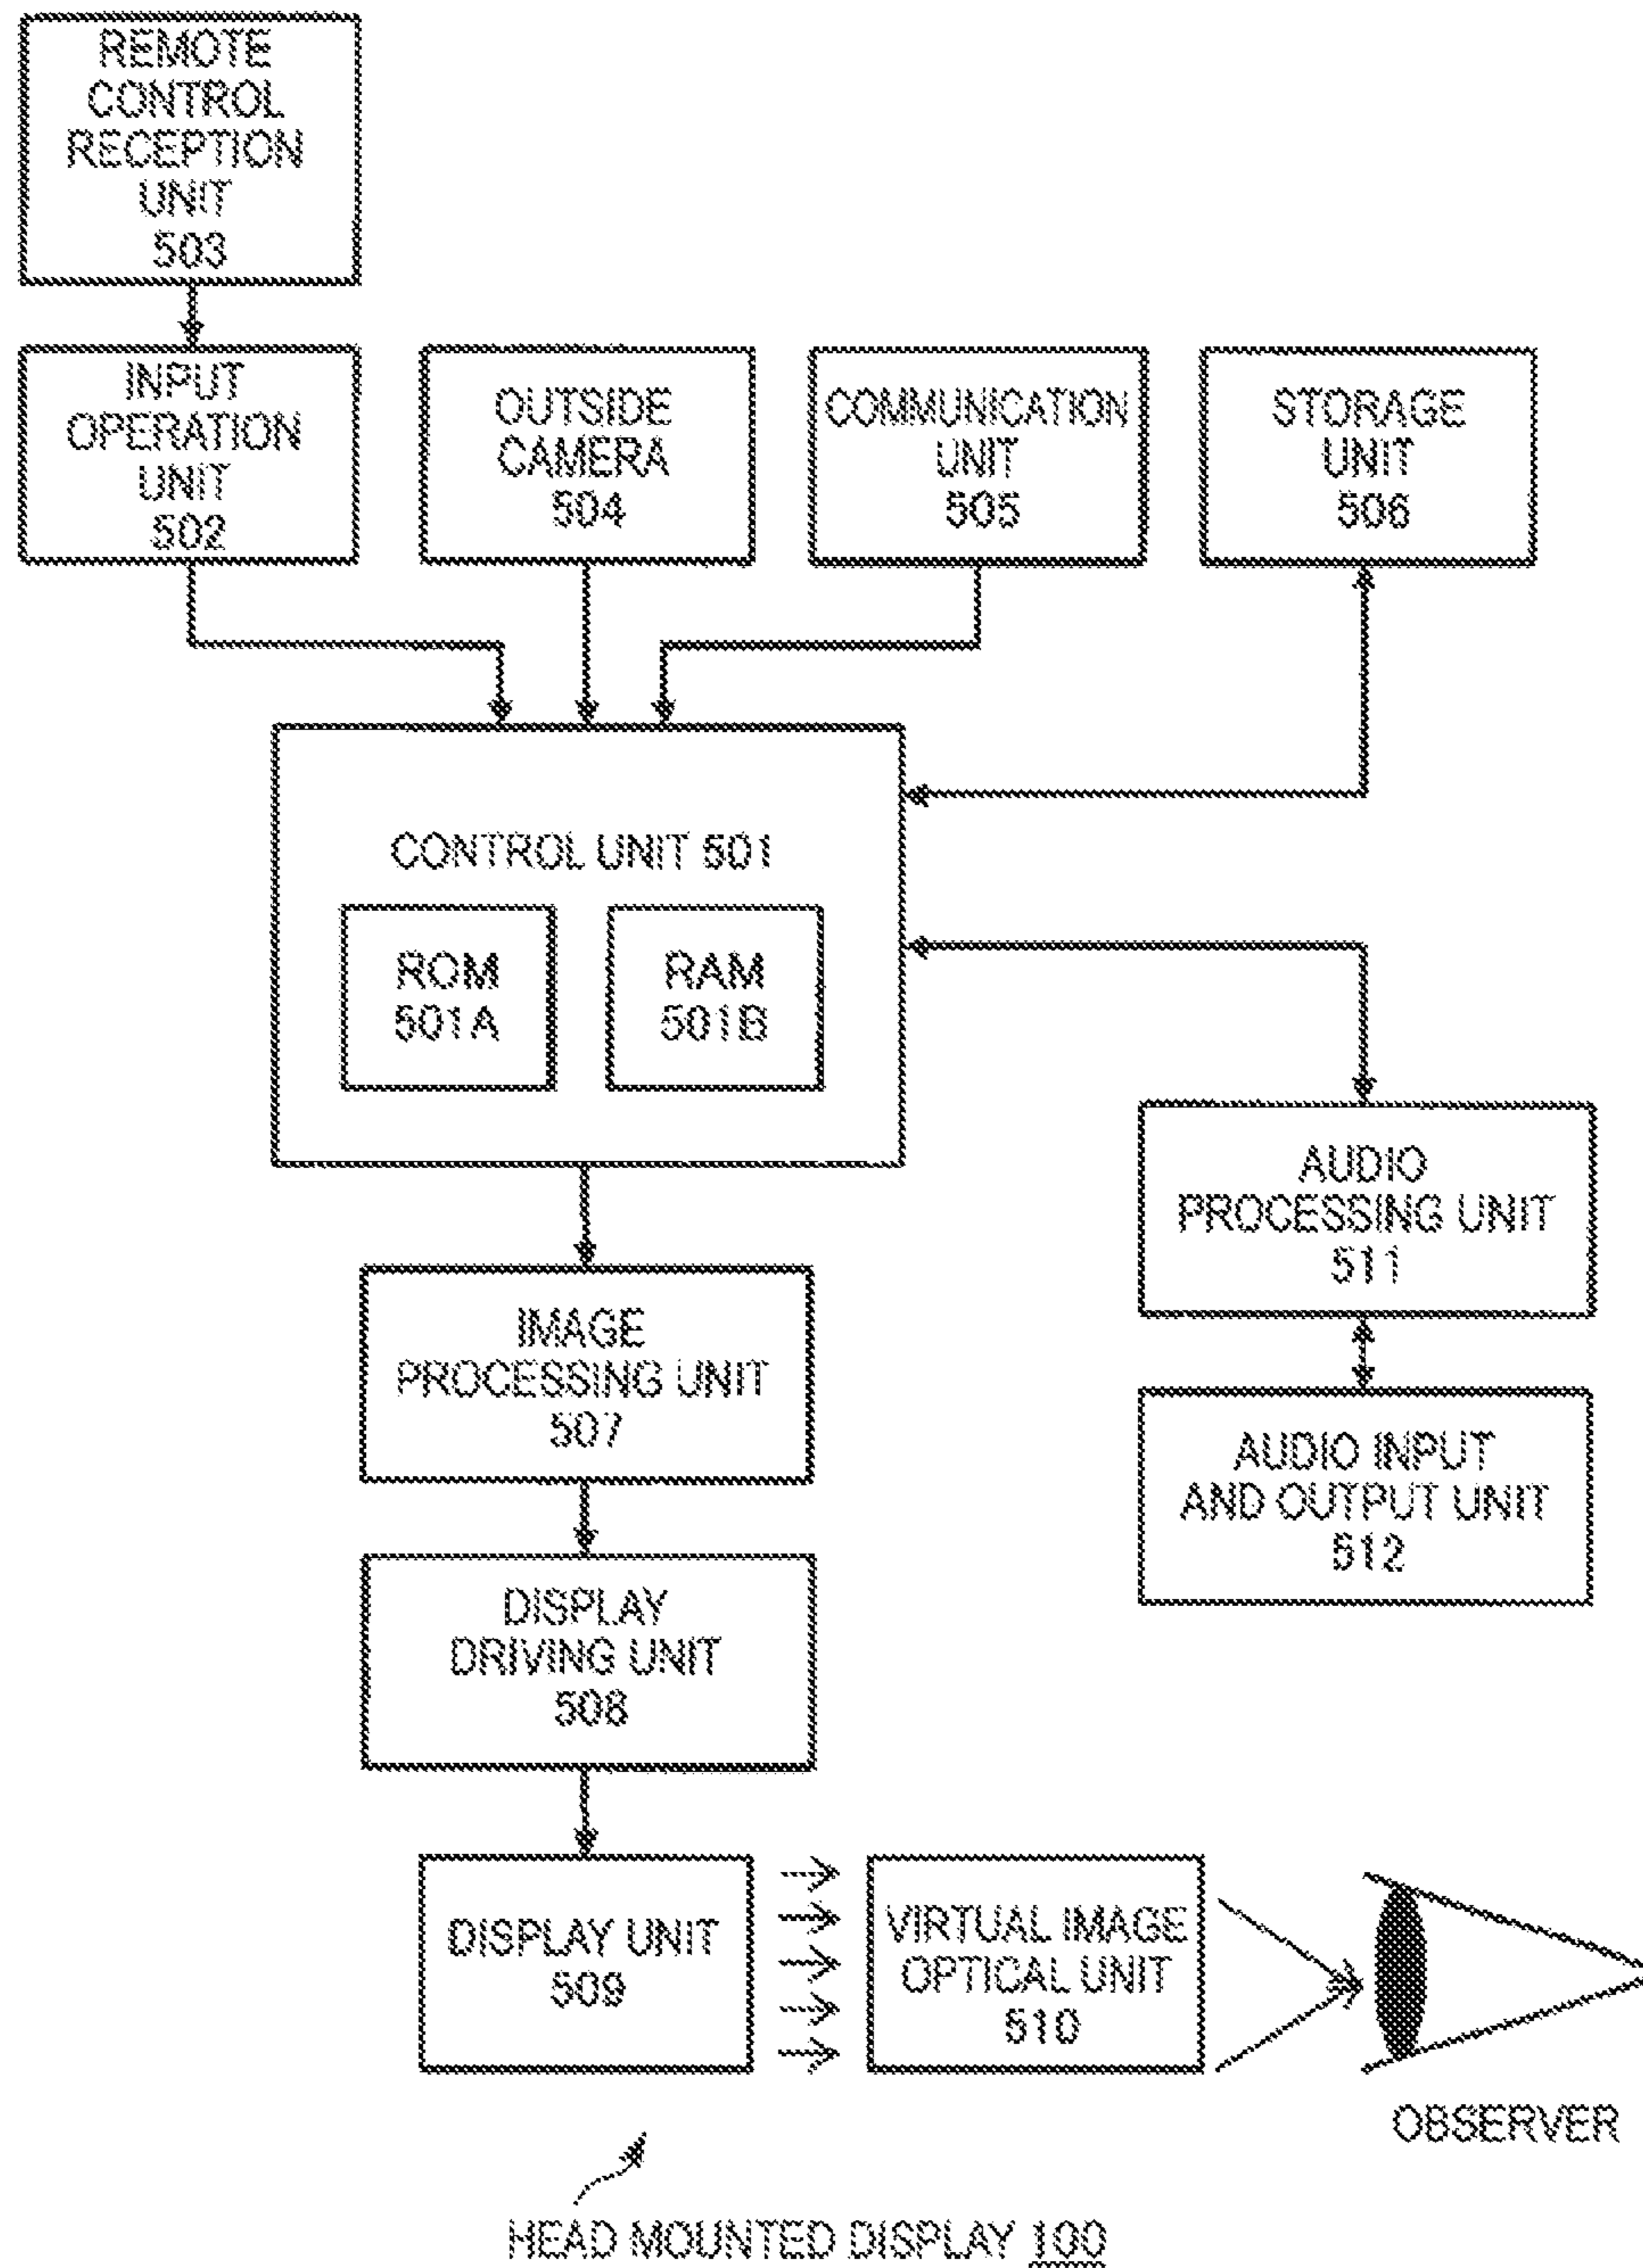 REMOTE
CONTROL
RECEPTION
UNIT
503
INPUT
OPERATION
UNIT
502
OUTSIDE
CAMERA
504
COMMUNICATION
UNIT
505
STORAGE
UNIT
506
CONTROL UNIT 501
ROM
501A
RAM
501B
AUDIO
PROCESSING UNIT
511
IMAGE
PROCESSING UNIT
507
AUDIO INPUT
AND OUTPUT UNIT
512
DISPLAY
DRIVING UNIT
508
DISPLAY UNIT
509
VIRTUAL IMAGE
OPTICAL UNIT
510
OBSERVER
HEAD MOUNTED DISPLAY 100